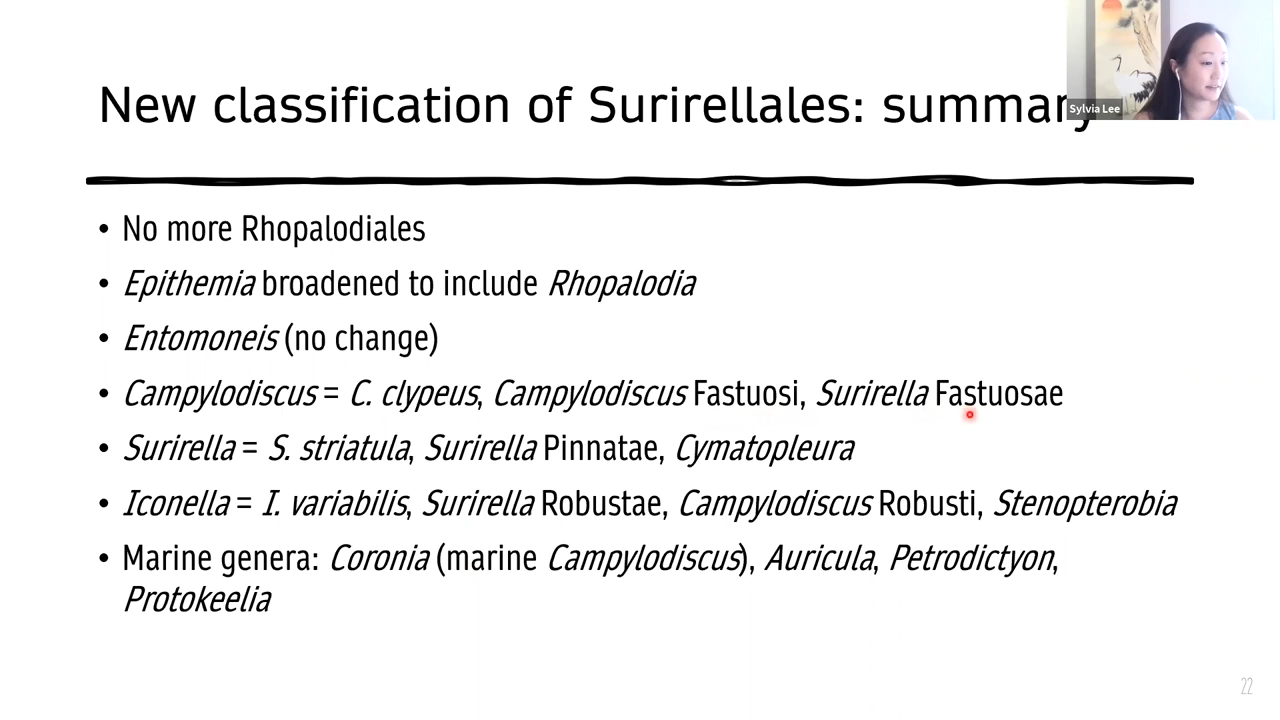 New classification of Surirellales: summary
Sylvia Lee
• No more Rhopalodiales
• Epithemia broadened to include Rhopalodia
• Entomoneis (no change)
• Campylodiscus = C. clypeus, Campylodiscus Fastuosi, Surirella Fastuosae
• Surirella = S. striatula, Surirella Pinnatae, Cymatopleura
• Iconella = I. variabilis, Surirella Robustae, Campylodiscus Robusti, Stenopterobia
• Marine genera: Coronia (marine Campylodiscus), Auricula, Petrodictyon,
Protokeelia
22